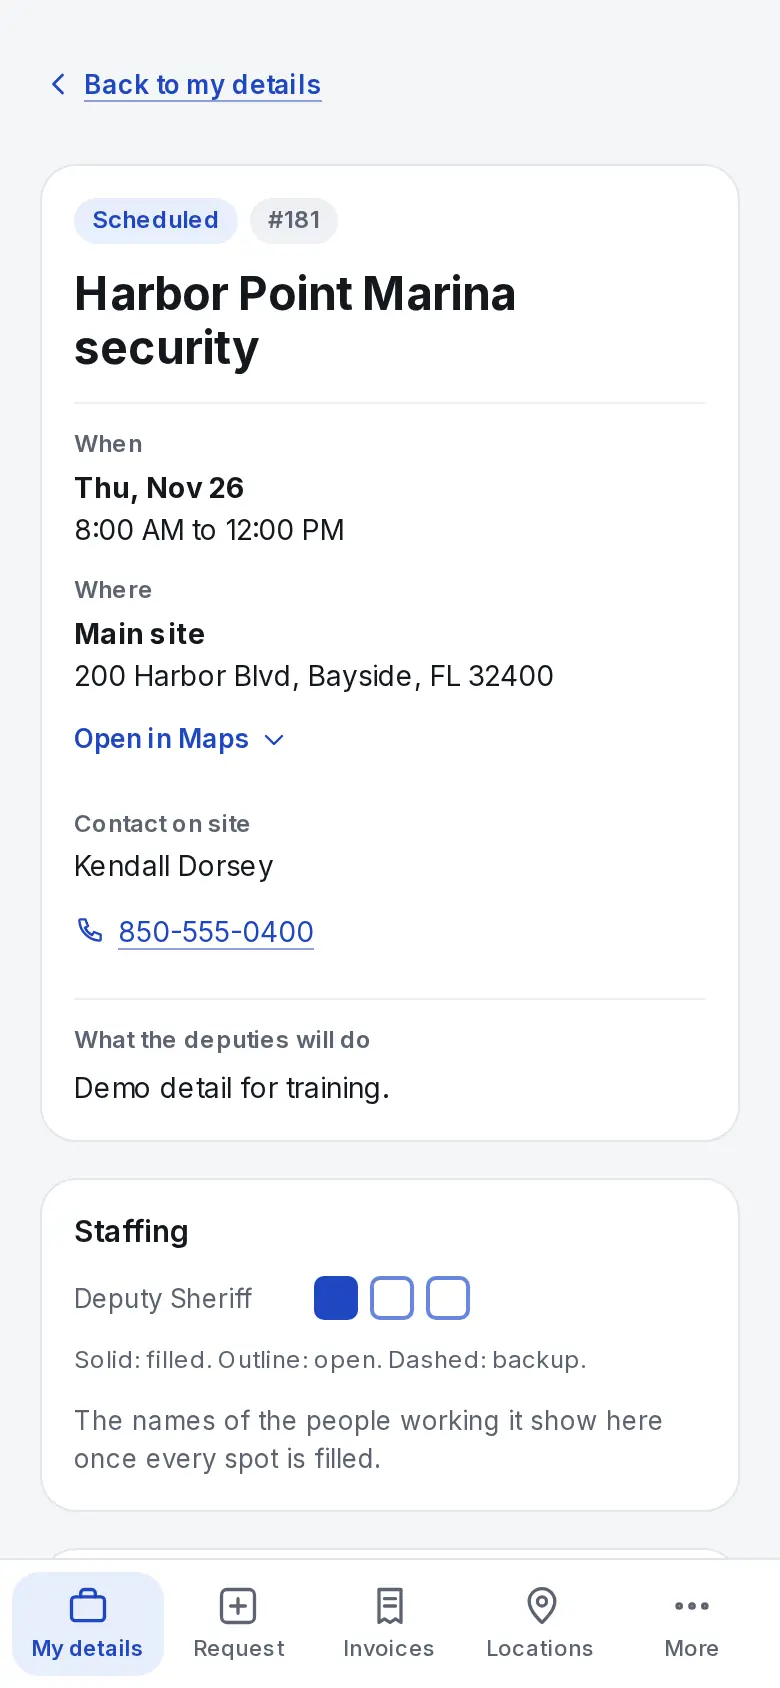 Back to my details
Scheduled #181
Harbor Point Marina
security
When
Thu, Nov 26
8:00 AM to 12:00 PM
Where
Main site
200 Harbor Blvd, Bayside, FL 32400
Open in Maps
Contact on site
Kendall Dorsey
850-555-0400
What the deputies will do
Demo detail for training.
Staffing
Deputy Sheriff
Solid: filled. Outline: open. Dashed: backup.
The names of the people working it show here
once every spot is filled.
My details Request Invoices Locations More